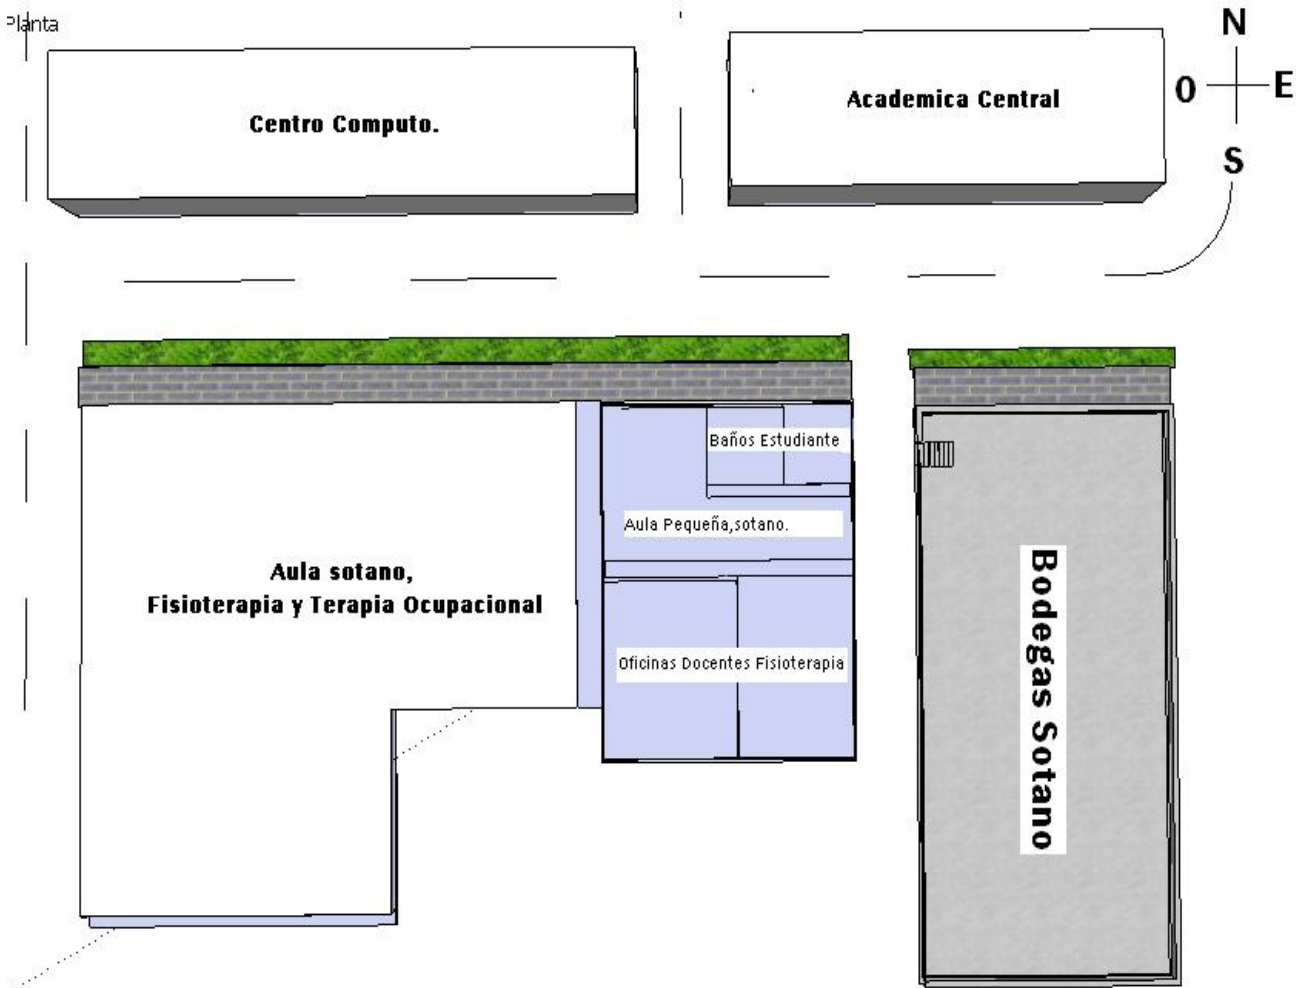 Planta
N
O E
S
Centro Computo.
Academica Central
Baños Estudiante
Aula Pequeña,sotano.
Aula sotano,
Fisioterapia y Terapia Ocupacional
Oficinas Docentes Fisioterapia
Bodegas Sotano